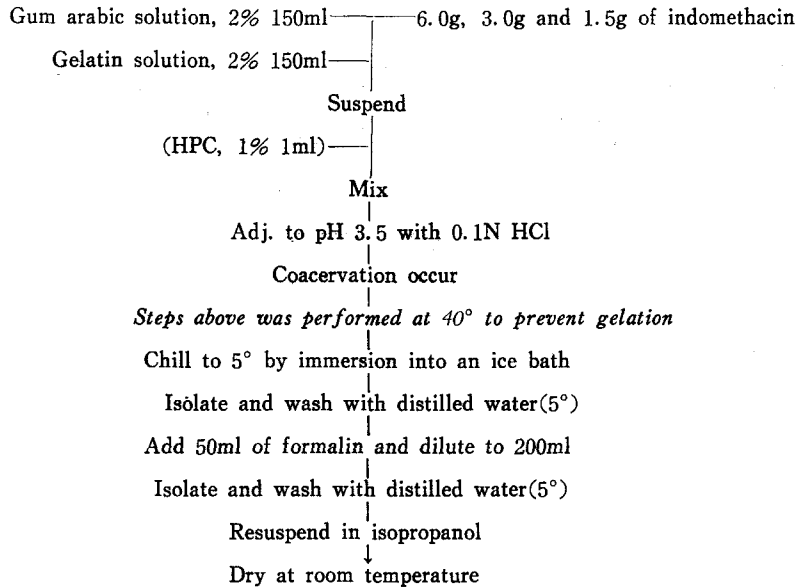 Gum arabic solution, 2% 150ml 6.0g, 3.0g and 1.5g of indomethacin
Gelatin solution, 2% 150ml
Suspend
(HPC, 1% 1ml)
Mix
Adj. to pH 3.5 with 0.1N HCl
Coacervation occur
Steps above was performed at 40° to prevent gelation
Chill to 5° by immersion into an ice bath
Isolate and wash with distilled water(5°)
Add 50ml of formalin and dilute to 200ml
Isolate and wash with distilled water(5°)
Resuspend in isopropanol
Dry at room temperature